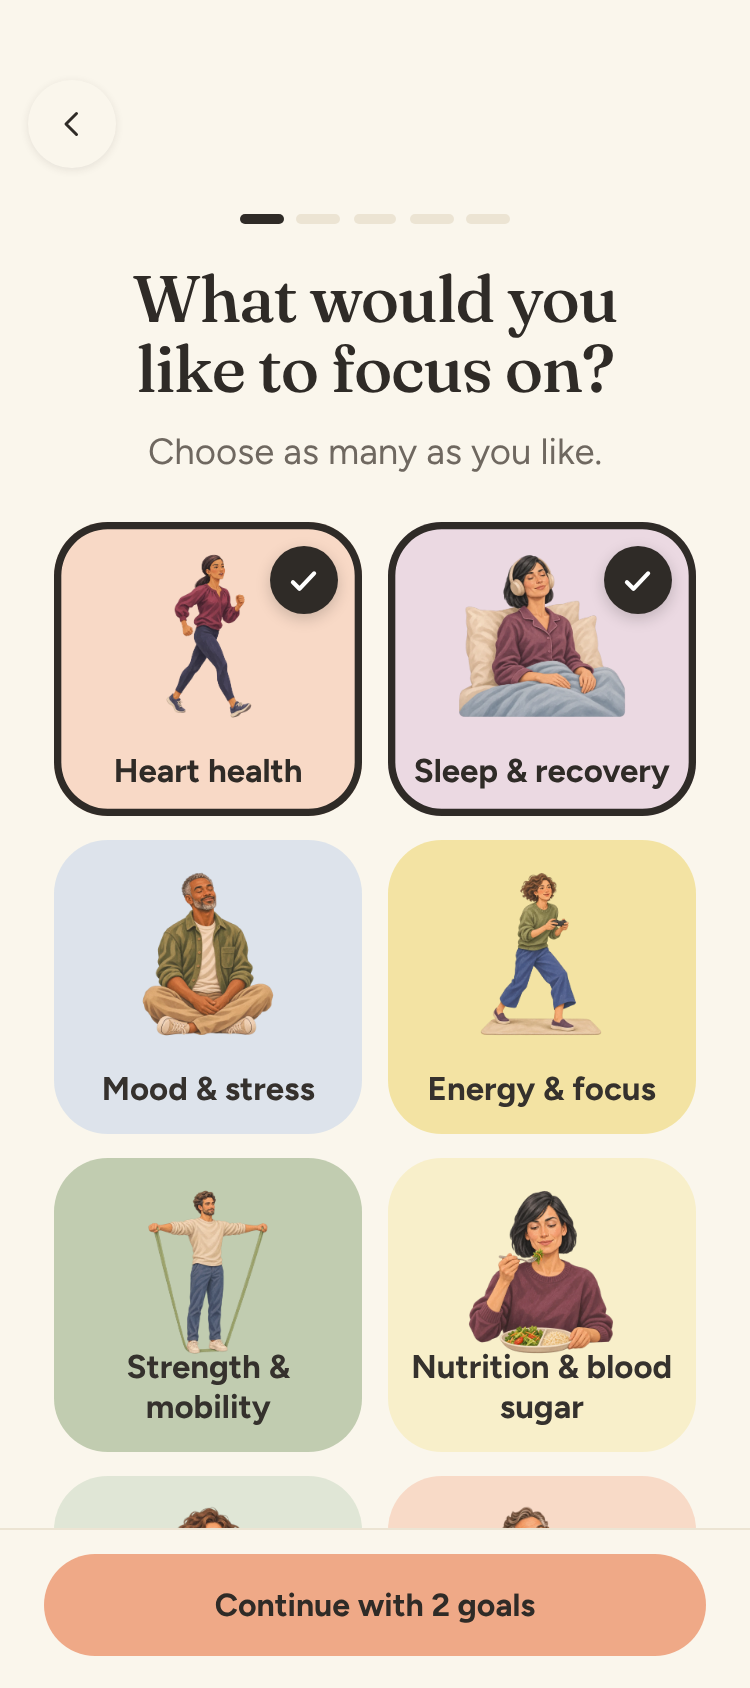 What would you
like to focus on?
Choose as many as you like.
Heart health
Sleep & recovery
Mood & stress
Energy & focus
Strength &
mobility
Nutrition & blood
sugar
Continue with 2 goals